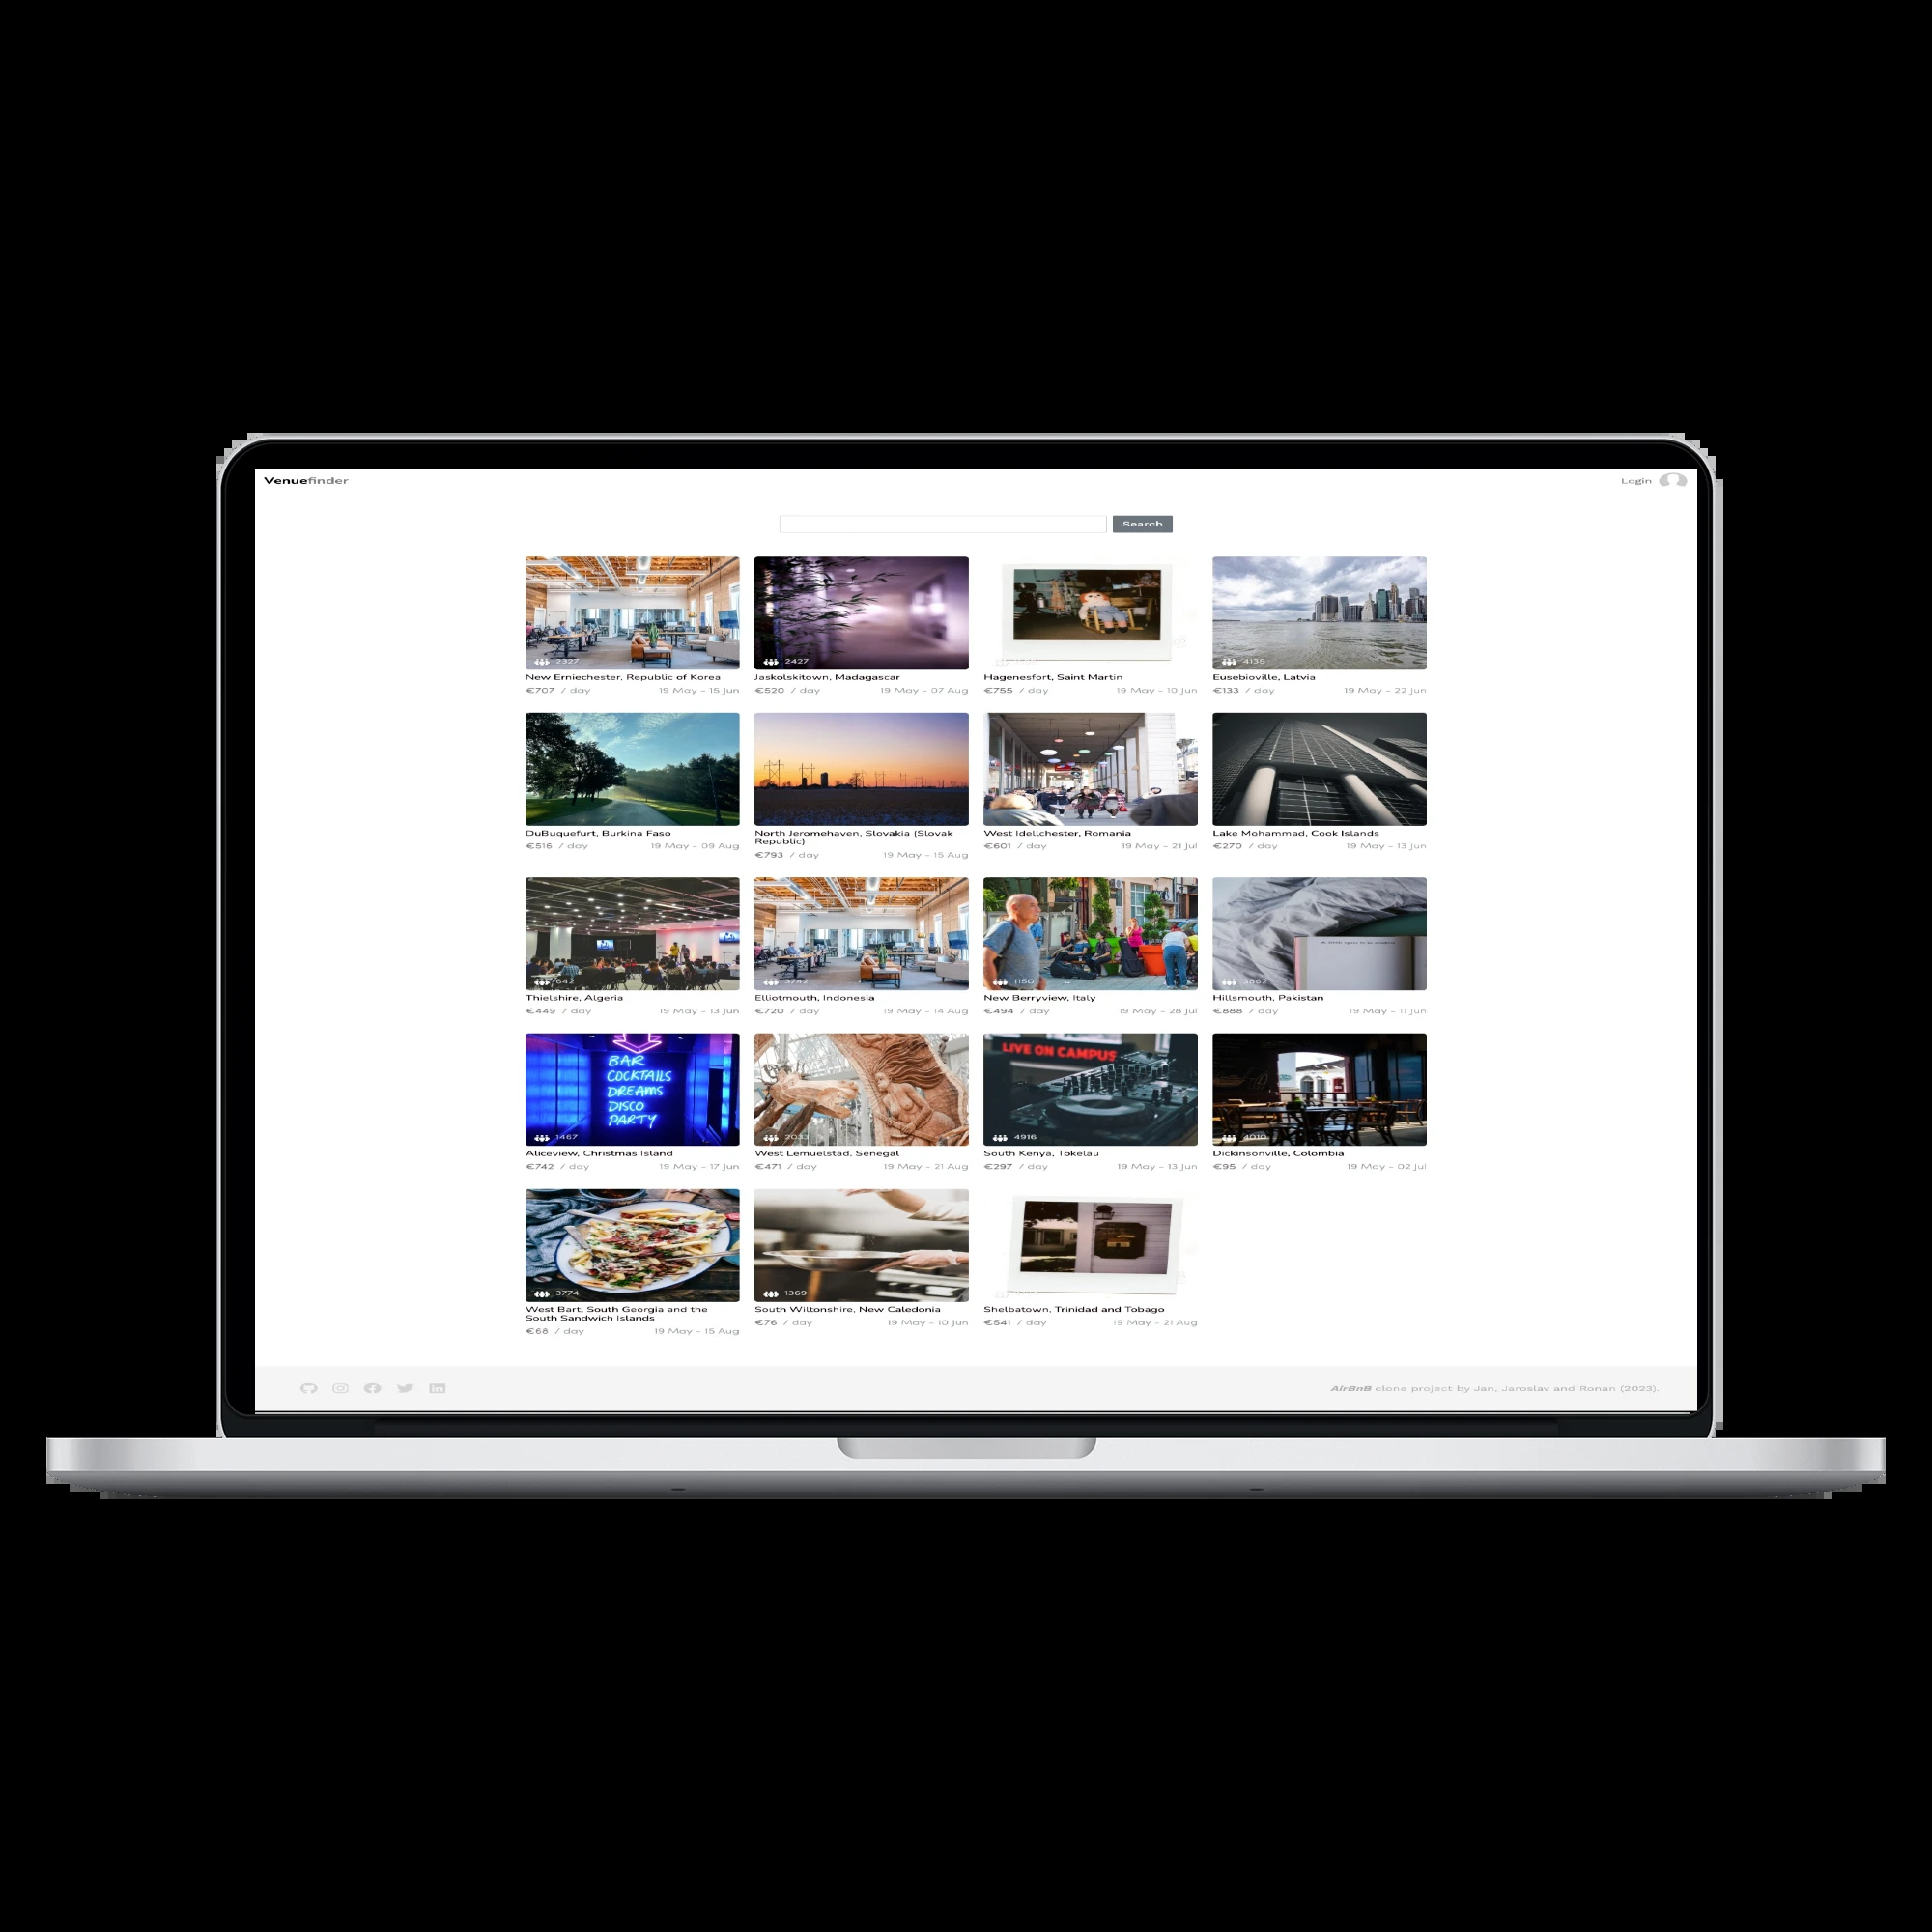 Venuefinder
Login
Search
2327
2427
4135
New Erniechester, Republic of Korea
€707 / day 19 May - 15 Jun
Jaskolskitown, Madagascar
€520 / day 19 May - 07 Aug
Hagenesfort, Saint Martin
€755 / day 19 May - 10 Jun
Eusebioville, Latvia
€133 / day 19 May - 22 Jun
DuBuquefurt, Burkina Faso
€516 / day 19 May - 09 Aug
North Jeromehaven, Slovakia (Slovak
Republic)
€793 / day 19 May - 15 Aug
West Idellchester, Romania
€601 / day 19 May - 21 Jul
Lake Mohammad, Cook Islands
€270 / day 19 May - 13 Jun
642
3742
1150
Thielshire, Algeria
€449 / day 19 May - 13 Jun
Elliotmouth, Indonesia
€720 / day 19 May - 14 Aug
New Berryview, Italy
€494 / day 19 May - 28 Jul
Hillsmouth, Pakistan
€888 / day 19 May - 11 Jun
BAR
COCKTAILS
DREAMS
DISCO
PARTY
1467
2033
LIVE ON CAMPUS
4916
4010
Aliceview, Christmas Island
€742 / day 19 May - 17 Jun
West Lemuelstad, Senegal
€471 / day 19 May - 21 Aug
South Kenya, Tokelau
€297 / day 19 May - 13 Jun
Dickinsonville, Colombia
€95 / day 19 May - 02 Jul
3774
1369
West Bart, South Georgia and the
South Sandwich Islands
€68 / day 19 May - 15 Aug
South Wiltonshire, New Caledonia
€76 / day 19 May - 10 Jun
Shelbatown, Trinidad and Tobago
€541 / day 19 May - 21 Aug
AirBnB clone project by Jan, Jaroslav and Ronan (2023).